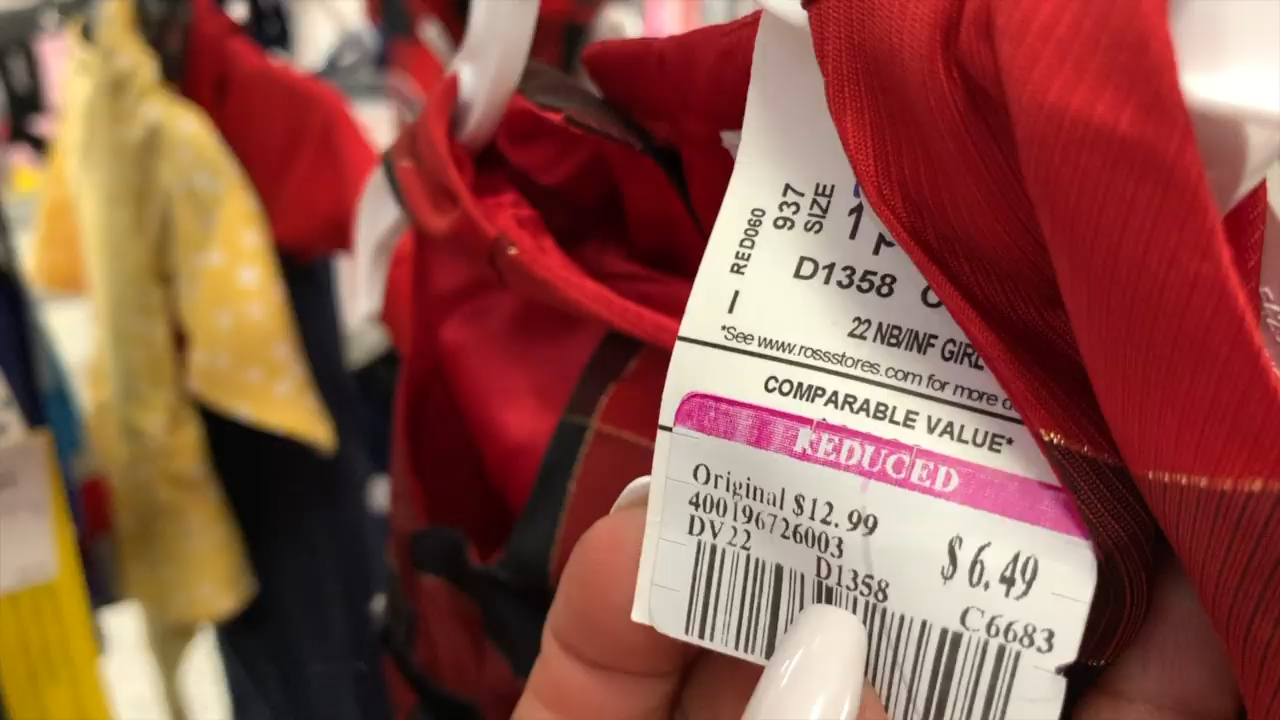 RED060
937
SIZE
1
D1358
I
22 NB/INF GIRL
*See www.rossstores.com for more
COMPARABLE VALUE*
REDUCED
Original $12.99
400196726003
DV22
D1358
$6.49
C6683